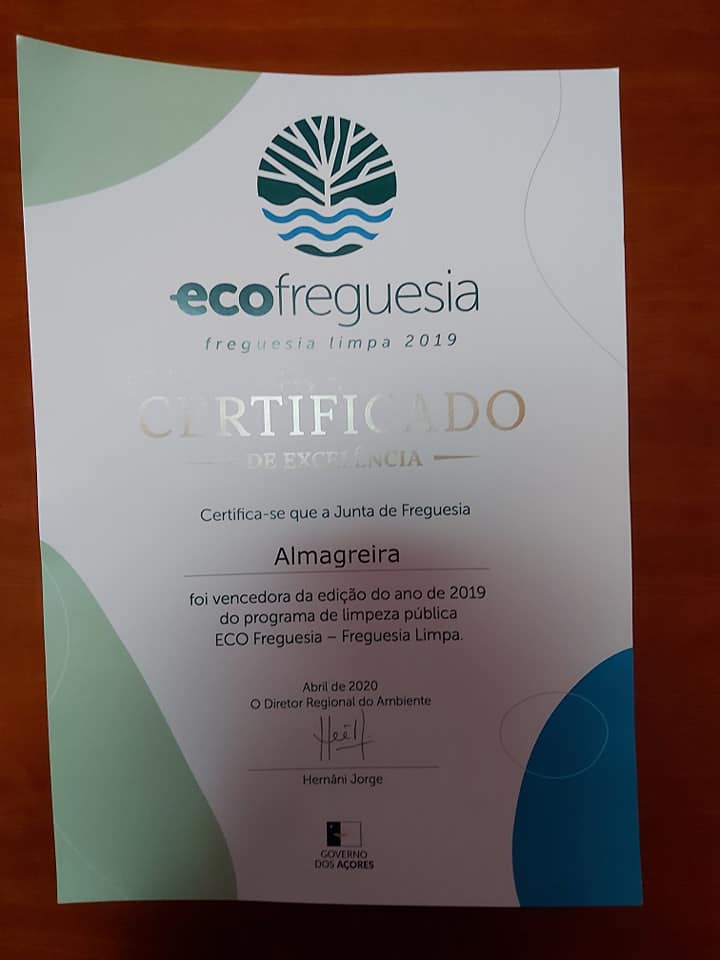 ecofreguesia
freguesia limpa 2019
CERTIFICADO
DE EXCELÊNCIA
Certifica-se que a Junta de Freguesia
Almagreira
foi vencedora da edição do ano de 2019
do programa de limpeza pública
ECO Freguesia – Freguesia Limpa.
Abril de 2020
O Diretor Regional do Ambiente
Hernâni Jorge
GOVERNO
DOS AÇORES